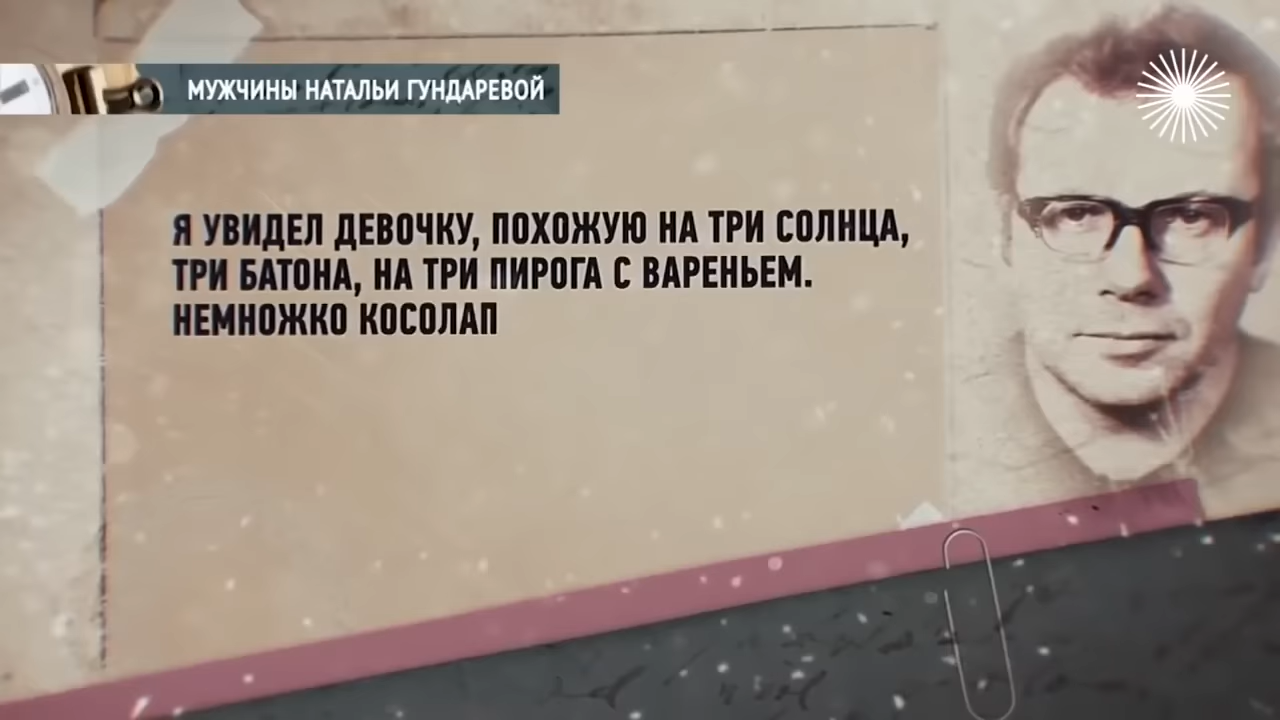 МУЖЧИНЫ НАТАЛЬИ ГУНДАРЕВОЙ
Я УВИДЕЛ ДЕВОЧКУ, ПОХОЖУЮ НА ТРИ СОЛНЦА,
ТРИ БАТОНА, НА ТРИ ПИРОГА С ВАРЕНЬЕМ.
НЕМНОЖКО КОСОЛАП